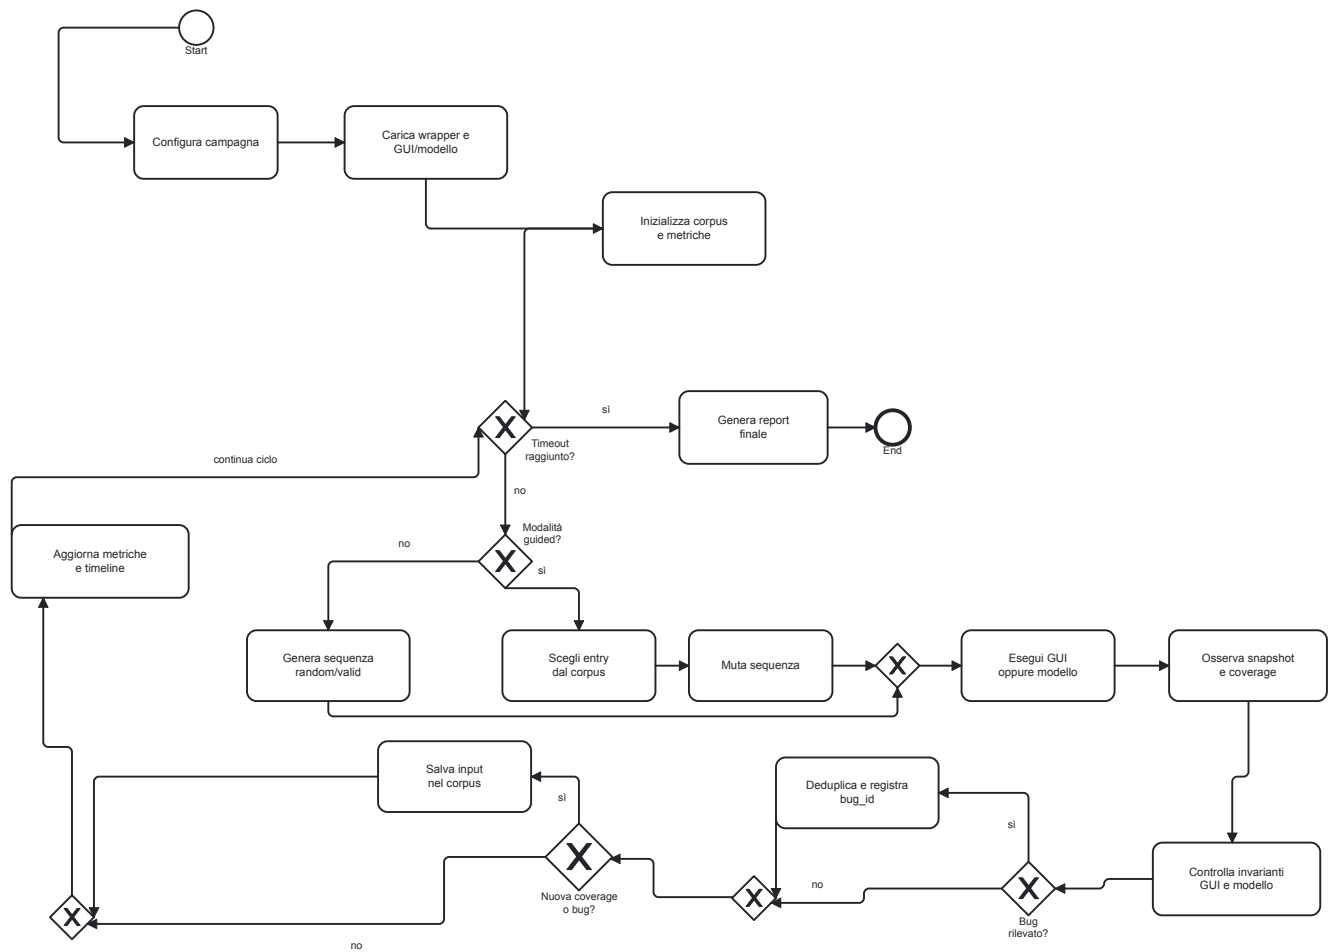 Start
Configura campagna
Carica wrapper e
GUI/modello
Inizializza corpus
e metriche
sì
Genera report
finale
End
Timeout
raggiunto?
continua ciclo
no
Modalità
guided?
Aggiorna metriche
e timeline
no
sì
Genera sequenza
random/valid
Scegli entry
dal corpus
Muta sequenza
Esegui GUI
oppure modello
Osserva snapshot
e coverage
Salva input
nel corpus
Deduplica e registra
bug_id
sì
sì
Controlla invarianti
GUI e modello
no
Nuova coverage
o bug?
Bug
rilevato?
no